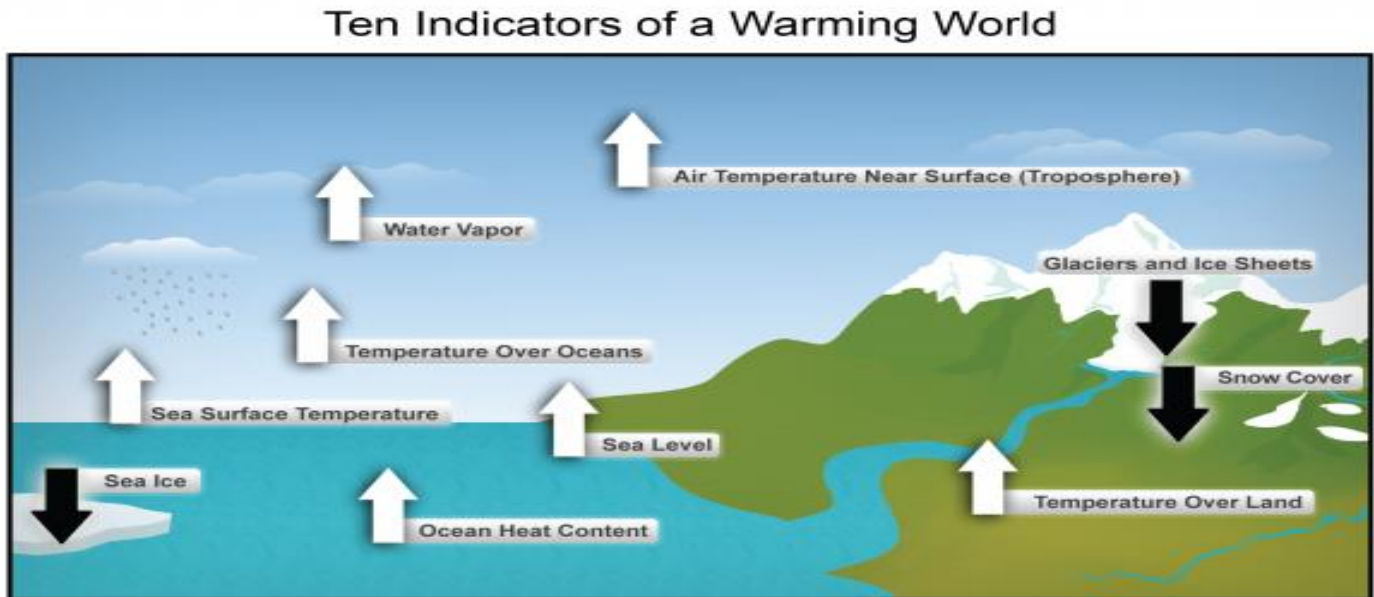 Ten Indicators of a Warming World
Air Temperature Near Surface (Troposphere)
Water Vapor
Glaciers and Ice Sheets
Temperature Over Oceans
Snow Cover
Sea Surface Temperature
Sea Level
Sea Ice
Temperature Over Land
Ocean Heat Content